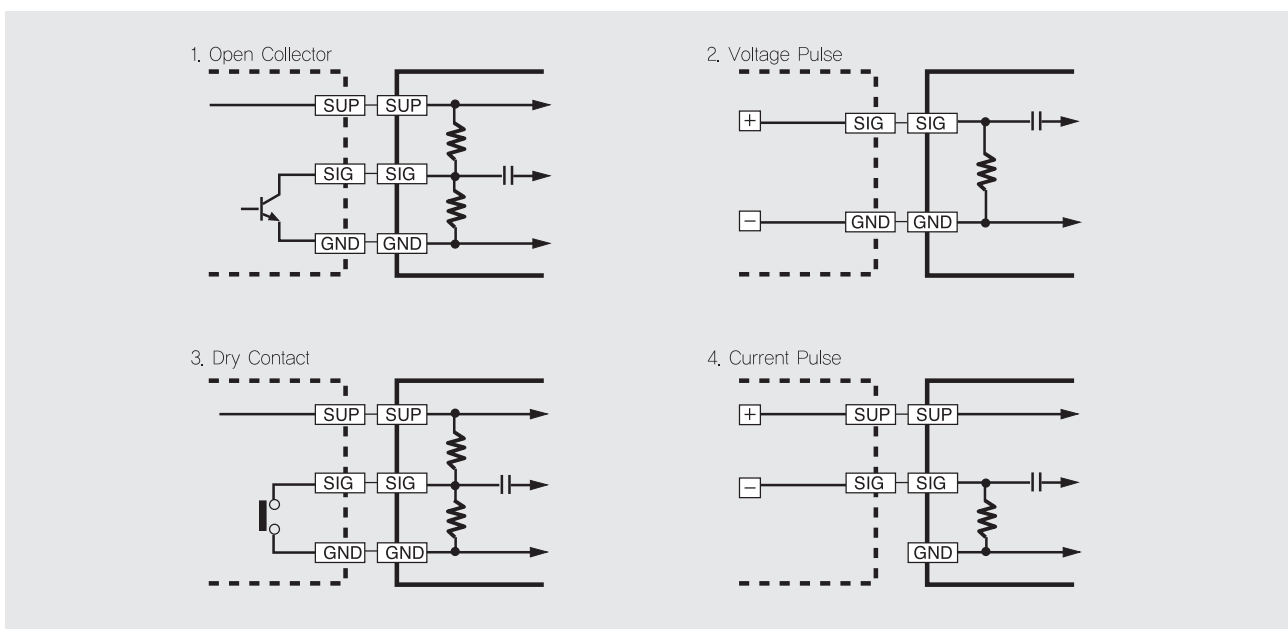 1. Open Collector
SUP SUP
SIG SIG
GND GND
2. Voltage Pulse
+ SIG SIG
− GND GND
3. Dry Contact
SUP SUP
SIG SIG
GND GND
4. Current Pulse
+ SUP SUP
− SIG SIG
GND